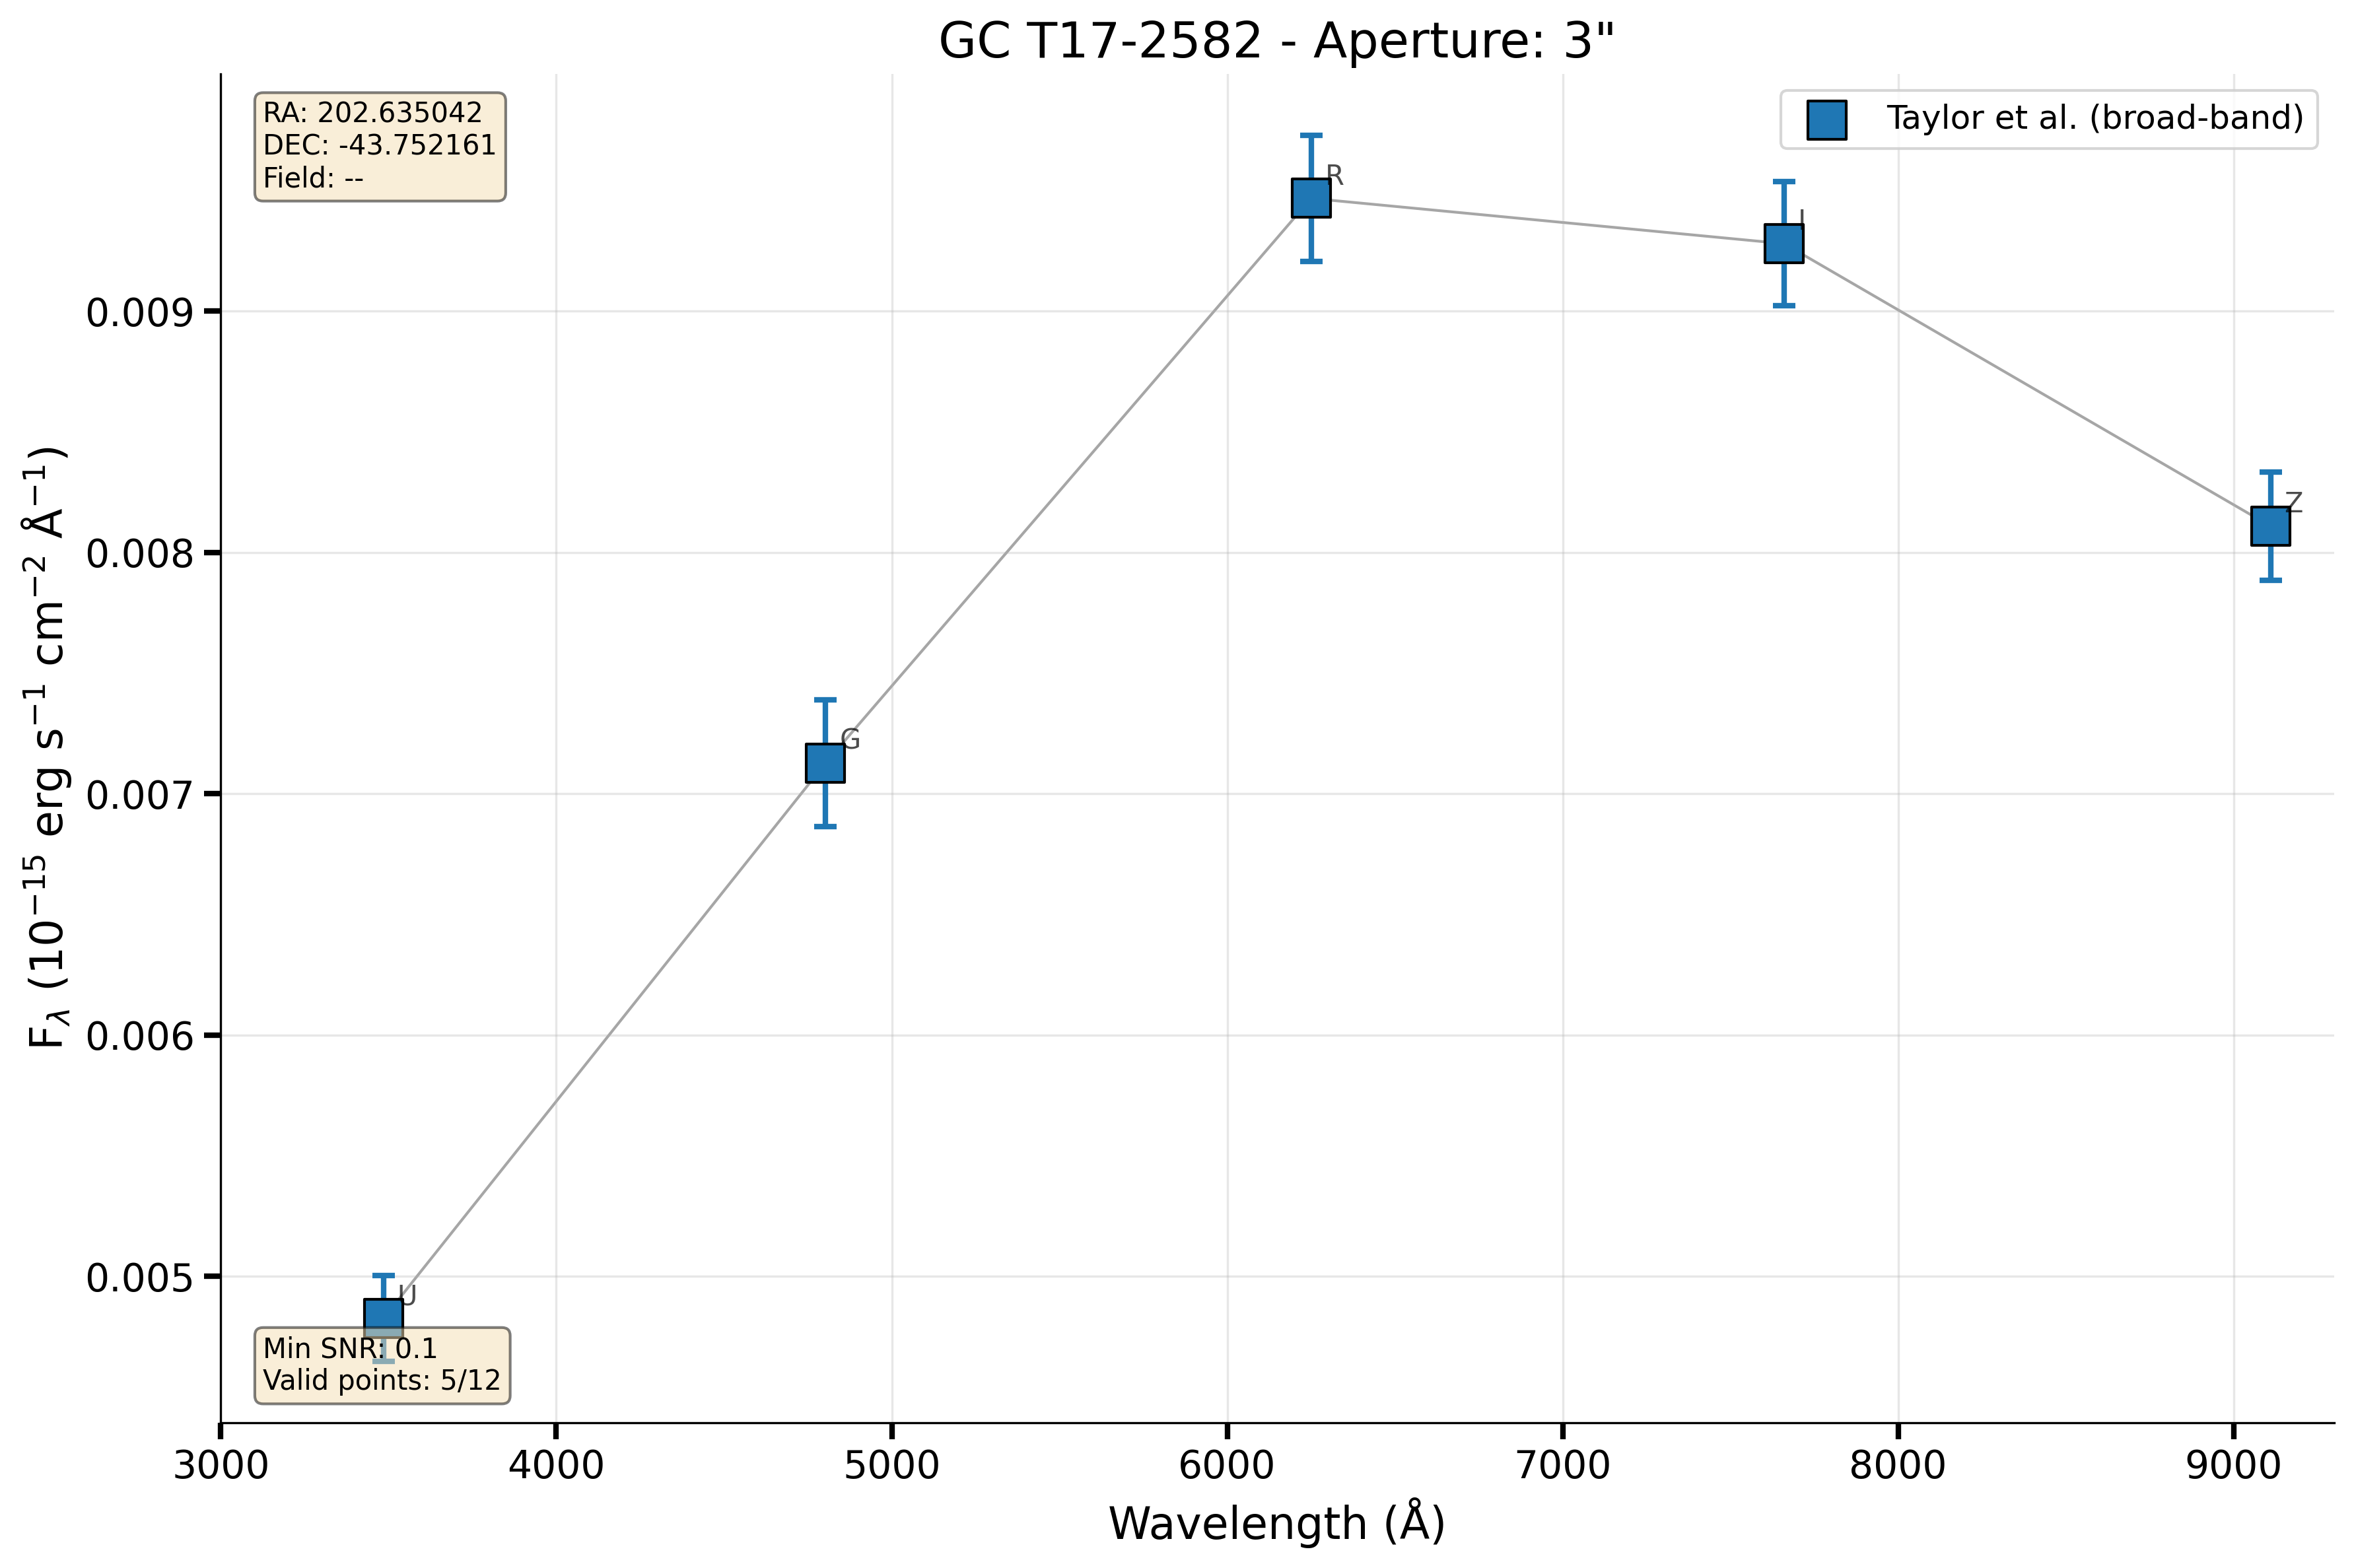 GC T17-2582 - Aperture: 3"
RA: 202.635042
DEC: -43.752161
Field: --
Taylor et al. (broad-band)
R
I
Z
G
U
0.009
0.008
0.007
0.006
0.005
F_λ (10⁻¹⁵ erg s⁻¹ cm⁻² Å⁻¹)
Min SNR: 0.1
Valid points: 5/12
3000 4000 5000 6000 7000 8000 9000
Wavelength (Å)